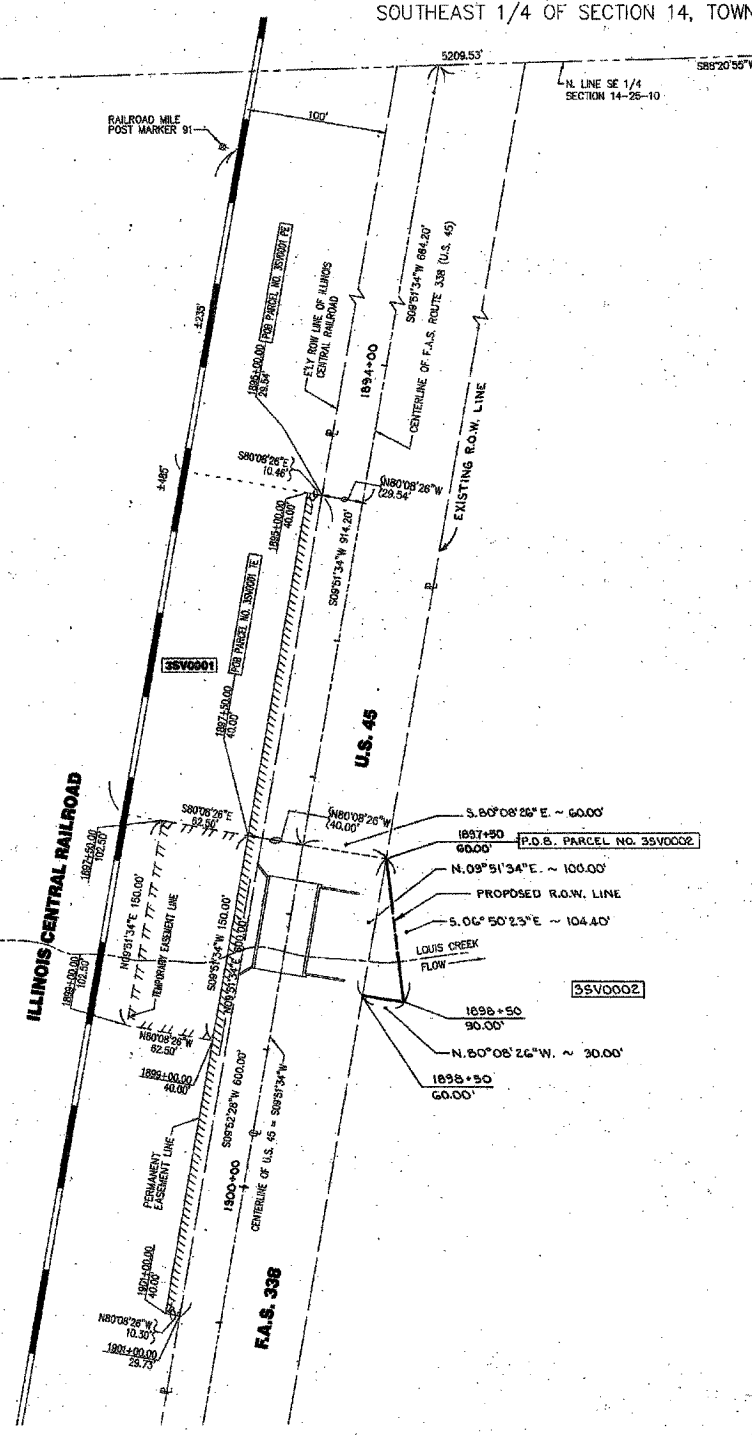 SOUTHEAST 1/4 OF SECTION 14, TOWN
5209.53'
S88°20'55"W
N. LINE SE 1/4
SECTION 14-25-10
RAILROAD MILE
POST MARKER 91
100'
±235'
POB PARCEL NO. 3SV0001 PE
1895+00.00
29.54'
E'LY ROW LINE OF ILLINOIS
CENTRAL RAILROAD
1894+00
S09°51'34"W 684.20'
CENTERLINE OF F.A.S. ROUTE 338 (U.S. 45)
EXISTING R.O.W. LINE
S80°08'26"E
10.46'
N80°08'26"W
29.54'
±485'
1895+00.00
40.00'
S09°51'34"W 914.20'
POB PARCEL NO. 3SV0001 TE
3SV0001
1897+50.00
40.00'
U.S. 45
ILLINOIS CENTRAL RAILROAD
S80°08'26"E
62.50'
N80°08'26"W
40.00'
S.80°08'26"E. ~ 60.00'
1897+50
60.00'
P.O.B. PARCEL NO. 3SV0002
1897+50.00
102.50'
N.09°51'34"E. ~ 100.00'
PROPOSED R.O.W. LINE
S.06°50'23"E ~ 104.40'
N09°51'34"E 150.00'
TEMPORARY EASEMENT LINE
S09°51'34"W 150.00'
N09°51'34"E 600.00'
LOUIS CREEK
FLOW
3SV0002
1899+00.00
102.50'
N80°08'26"W
62.50'
1898+50
90.00'
N.80°08'26"W. ~ 30.00'
1899+00.00
40.00'
1898+50
60.00'
S09°52'28"W 600.00'
CENTERLINE OF U.S. 45 = S09°51'34"W
PERMANENT
EASEMENT LINE
1900+00
1901+00.00
40.00'
N80°08'26"W
10.30'
1901+00.00
29.73'
F.A.S. 338